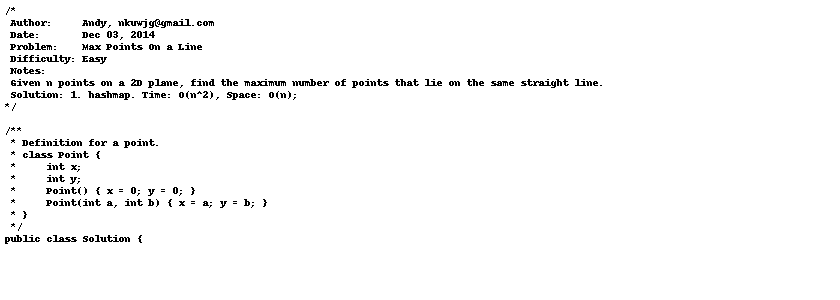 /*
 Author:     Andy, nkuwjg@gmail.com
 Date:       Dec 03, 2014
 Problem:    Max Points On a Line
 Difficulty: Easy
 Notes:
 Given n points on a 2D plane, find the maximum number of points that lie on the same straight line.
 Solution: 1. hashmap. Time: O(n^2), Space: O(n);
*/

/**
 * Definition for a point.
 * class Point {
 *     int x;
 *     int y;
 *     Point() { x = 0; y = 0; }
 *     Point(int a, int b) { x = a; y = b; }
 * }
 */
public class Solution {